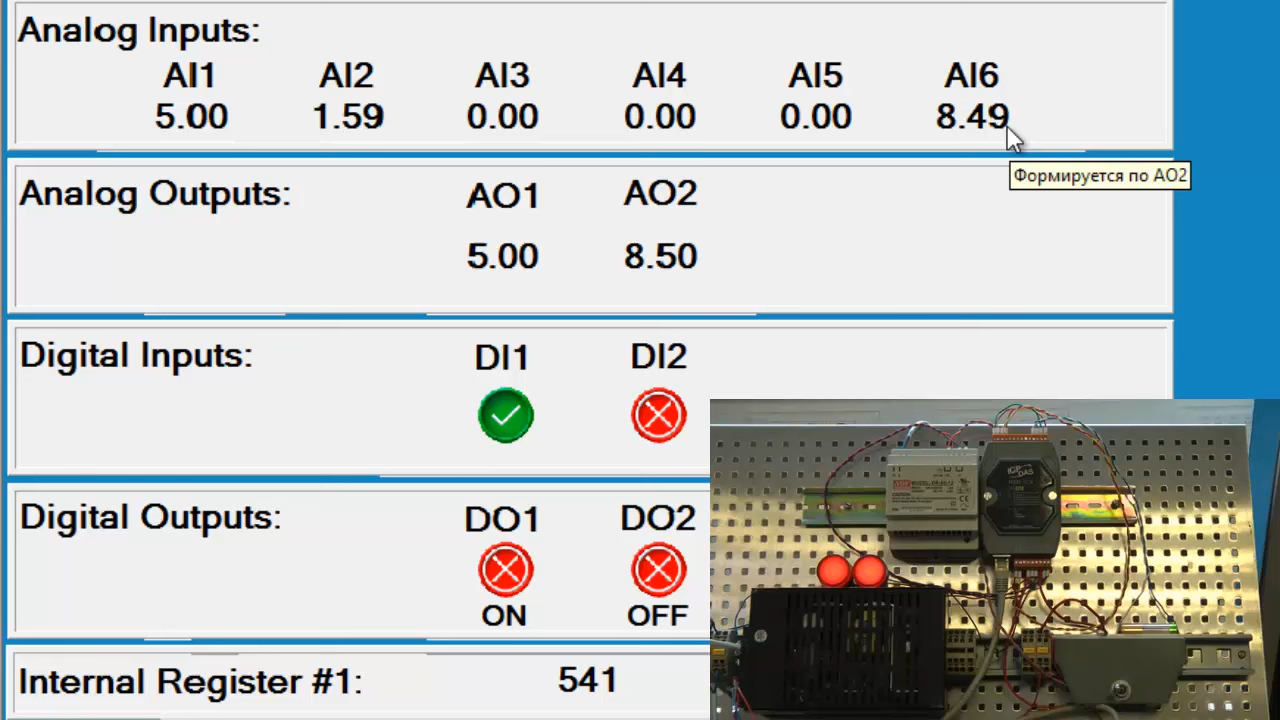 Analog Inputs:
AI1 AI2 AI3 AI4 AI5 AI6
5.00 1.59 0.00 0.00 0.00 8.49
Формируется по AO2
Analog Outputs:
AO1 AO2
5.00 8.50
Digital Inputs:
DI1 DI2
Digital Outputs:
DO1 DO2
ON OFF
Internal Register #1:
541
ICP
DAS